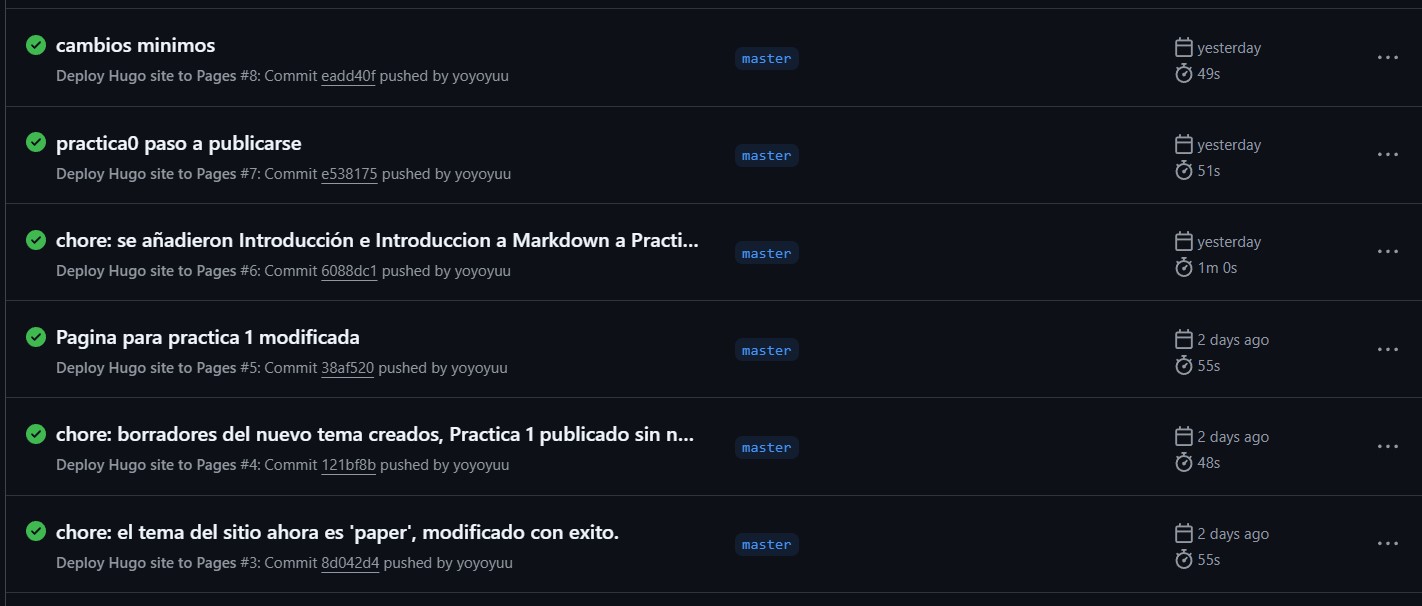 cambios minimos
master
yesterday
Deploy Hugo site to Pages #8: Commit eadd40f pushed by yoyoyuu
49s
practica0 paso a publicarse
master
yesterday
Deploy Hugo site to Pages #7: Commit e538175 pushed by yoyoyuu
51s
chore: se añadieron Introducción e Introduccion a Markdown a Practi...
master
yesterday
Deploy Hugo site to Pages #6: Commit 6088dc1 pushed by yoyoyuu
1m 0s
Pagina para practica 1 modificada
master
2 days ago
Deploy Hugo site to Pages #5: Commit 38af520 pushed by yoyoyuu
55s
chore: borradores del nuevo tema creados, Practica 1 publicado sin n...
master
2 days ago
Deploy Hugo site to Pages #4: Commit 121bf8b pushed by yoyoyuu
48s
chore: el tema del sitio ahora es 'paper', modificado con exito.
master
2 days ago
Deploy Hugo site to Pages #3: Commit 8d042d4 pushed by yoyoyuu
55s